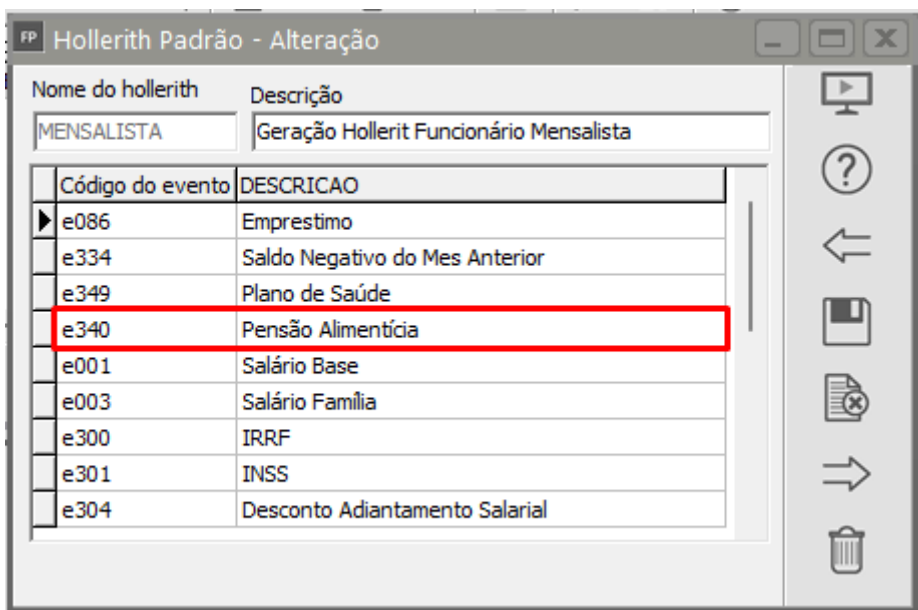 FP Hollerith Padrão - Alteração
Nome do hollerith Descrição
MENSALISTA Geração Hollerit Funcionário Mensalista
Código do evento DESCRICAO
e086 Emprestimo
e334 Saldo Negativo do Mes Anterior
e349 Plano de Saúde
e340 Pensão Alimentícia
e001 Salário Base
e003 Salário Família
e300 IRRF
e301 INSS
e304 Desconto Adiantamento Salarial